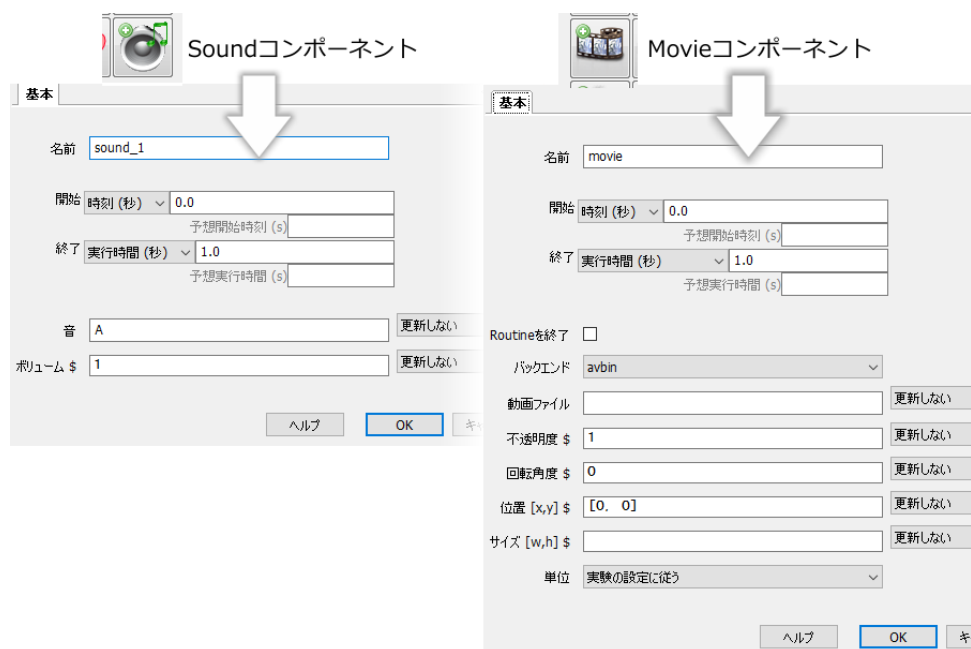 Soundコンポーネント
基本
名前 sound_1
開始 時刻 (秒) 0.0
予想開始時刻 (s)
終了 実行時間 (秒) 1.0
予想実行時間 (s)
音 A 更新しない
ボリューム $ 1 更新しない
ヘルプ OK キ
Movieコンポーネント
基本
名前 movie
開始 時刻 (秒) 0.0
予想開始時刻 (s)
終了 実行時間 (秒) 1.0
予想実行時間 (s)
Routineを終了
バックエンド avbin
動画ファイル 更新しない
不透明度 $ 1 更新しない
回転角度 $ 0 更新しない
位置 [x,y] $ [0, 0] 更新しない
サイズ [w,h] $ 更新しない
単位 実験の設定に従う
ヘルプ OK キ